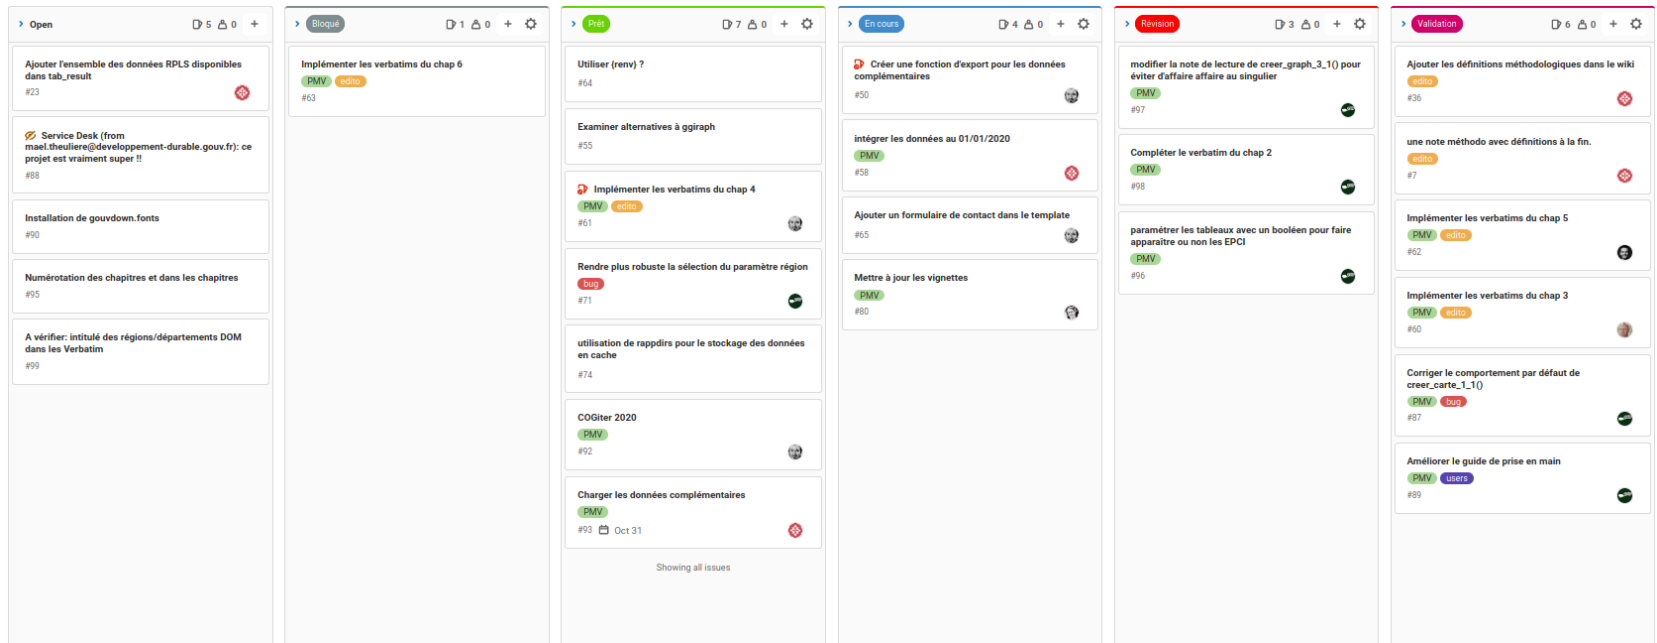 Open 5 0
Ajouter l'ensemble des données RPLS disponibles
dans tab_result
#23
Service Desk (from
mael.theuliere@developpement-durable.gouv.fr): ce
projet est vraiment super !!
#88
Installation de gouvdown.fonts
#90
Numérotation des chapitres et dans les chapitres
#95
A vérifier: intitulé des régions/départements DOM
dans les Verbatim
#99
Bloqué 1 0
Implémenter les verbatims du chap 6
PMV edito
#63
Prêt 7 0
Utiliser {renv} ?
#64
Examiner alternatives à ggiraph
#55
Implémenter les verbatims du chap 4
PMV edito
#61
Rendre plus robuste la sélection du paramètre région
bug
#71
utilisation de rappdirs pour le stockage des données
en cache
#74
COGiter 2020
PMV
#92
Charger les données complémentaires
PMV
#93 Oct 31
Showing all issues
En cours 4 0
Créer une fonction d'export pour les données
complémentaires
#50
intégrer les données au 01/01/2020
PMV
#58
Ajouter un formulaire de contact dans le template
#65
Mettre à jour les vignettes
PMV
#80
Révision 3 0
modifier la note de lecture de creer_graph_3_1() pour
éviter d'affaire affaire au singulier
PMV
#97
Compléter le verbatim du chap 2
PMV
#98
paramétrer les tableaux avec un booléen pour faire
apparaître ou non les EPCI
PMV
#96
Validation 6 0
Ajouter les définitions méthodologiques dans le wiki
edito
#36
une note méthodo avec définitions à la fin.
edito
#7
Implémenter les verbatims du chap 5
PMV edito
#62
Implémenter les verbatims du chap 3
PMV edito
#60
Corriger le comportement par défaut de
creer_carte_1_1()
PMV bug
#87
Améliorer le guide de prise en main
PMV users
#89